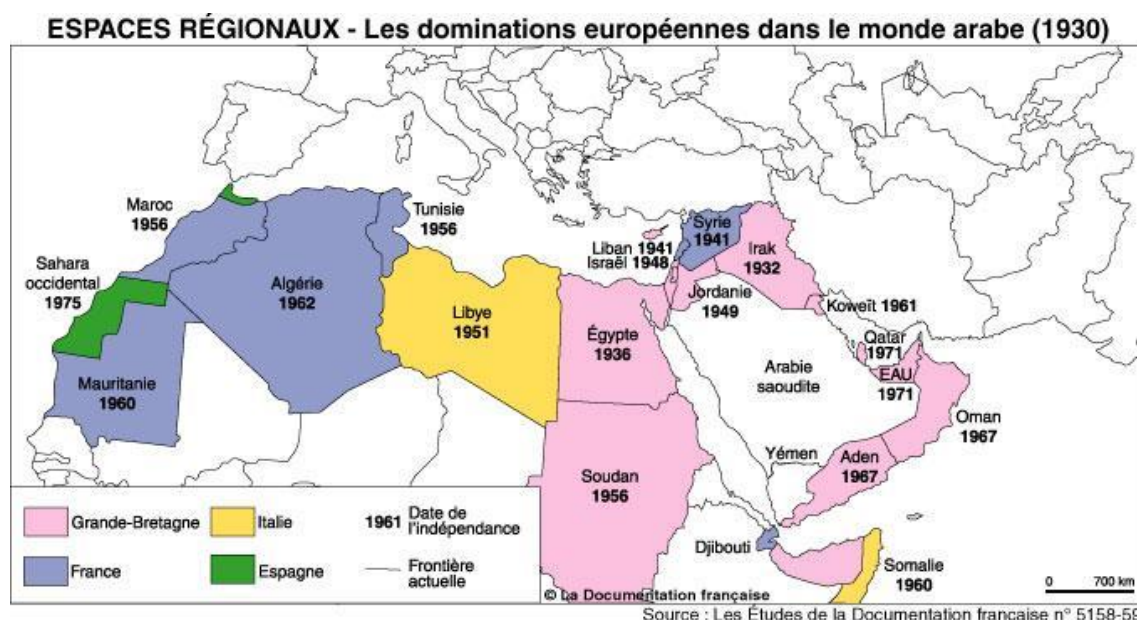 ESPACES RÉGIONAUX - Les dominations européennes dans le monde arabe (1930)
Maroc
1956
Tunisie
1956
Sahara
occidental
1975
Algérie
1962
Mauritanie
1960
Libye
1951
Liban 1941
Israël 1948
Syrie
1941
Irak
1932
Jordanie
1949
Koweït 1961
Égypte
1936
Qatar
1971
EAU
1971
Arabie
saoudite
Oman
1967
Yémen
Aden
1967
Soudan
1956
Djibouti
Somalie
1960
Grande-Bretagne
Italie
1961 Date de
l'indépendance
France
Espagne
Frontière
actuelle
0 700 km
© La Documentation française
Source : Les Études de la Documentation française n° 5158-59